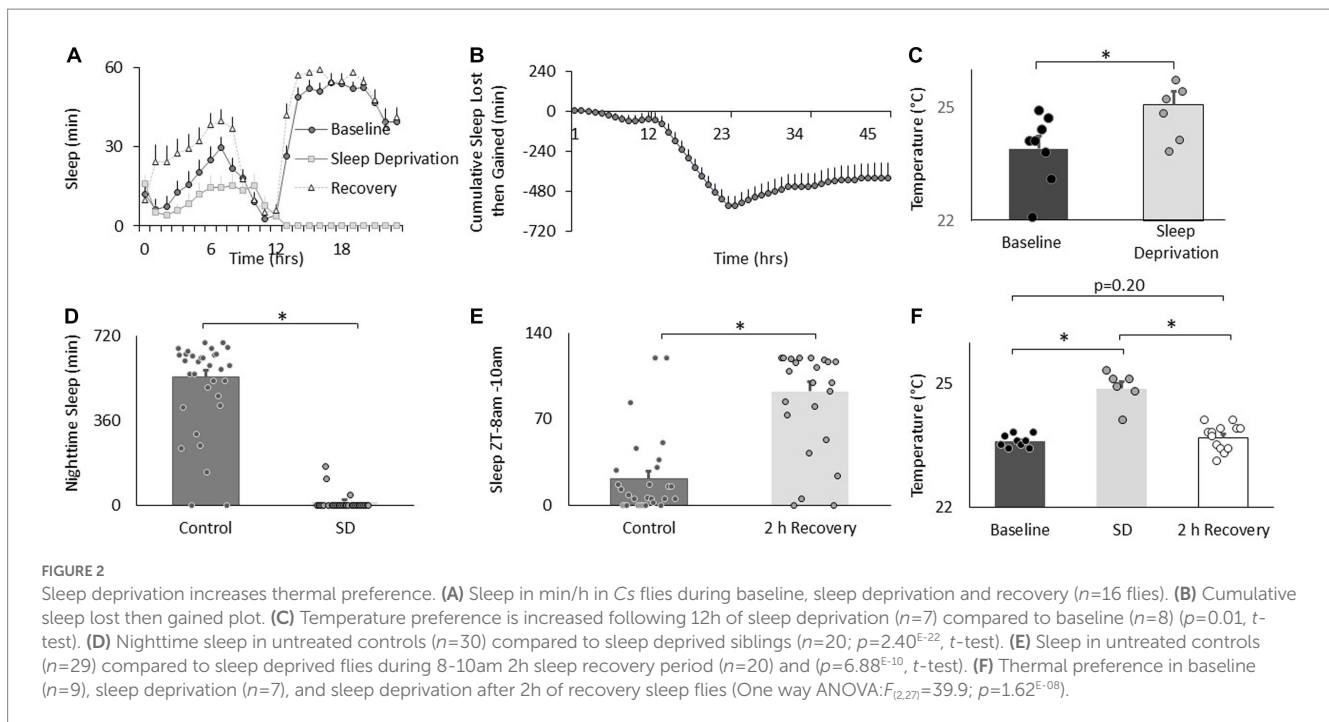 A
Sleep (min)
60
30
0
Baseline
Sleep Deprivation
Recovery
0
6
12
18
Time (hrs)
B
Cumulative Sleep Lost
then Gained (min)
240
0
-240
-480
-720
1
12
23
34
45
Time (hrs)
C
*
Temperature (°C)
25
22
Baseline
Sleep
Deprivation
D
*
Nighttime Sleep (min)
720
360
0
Control
SD
E
*
Sleep ZT-8am -10am
140
70
0
Control
2 h Recovery
p=0.20
F
*
*
Temperature (°C)
25
22
Baseline
SD
2 h Recovery
FIGURE 2
Sleep deprivation increases thermal preference. (A) Sleep in min/h in Cs flies during baseline, sleep deprivation and recovery (n=16 flies). (B) Cumulative
sleep lost then gained plot. (C) Temperature preference is increased following 12h of sleep deprivation (n=7) compared to baseline (n=8) (p=0.01, t-
test). (D) Nighttime sleep in untreated controls (n=30) compared to sleep deprived siblings (n=20; p=2.40E-22, t-test). (E) Sleep in untreated controls
(n=29) compared to sleep deprived flies during 8-10am 2h sleep recovery period (n=20) and (p=6.88E-10, t-test). (F) Thermal preference in baseline
(n=9), sleep deprivation (n=7), and sleep deprivation after 2h of recovery sleep flies (One way ANOVA:F(2,27)=39.9; p=1.62E-08).